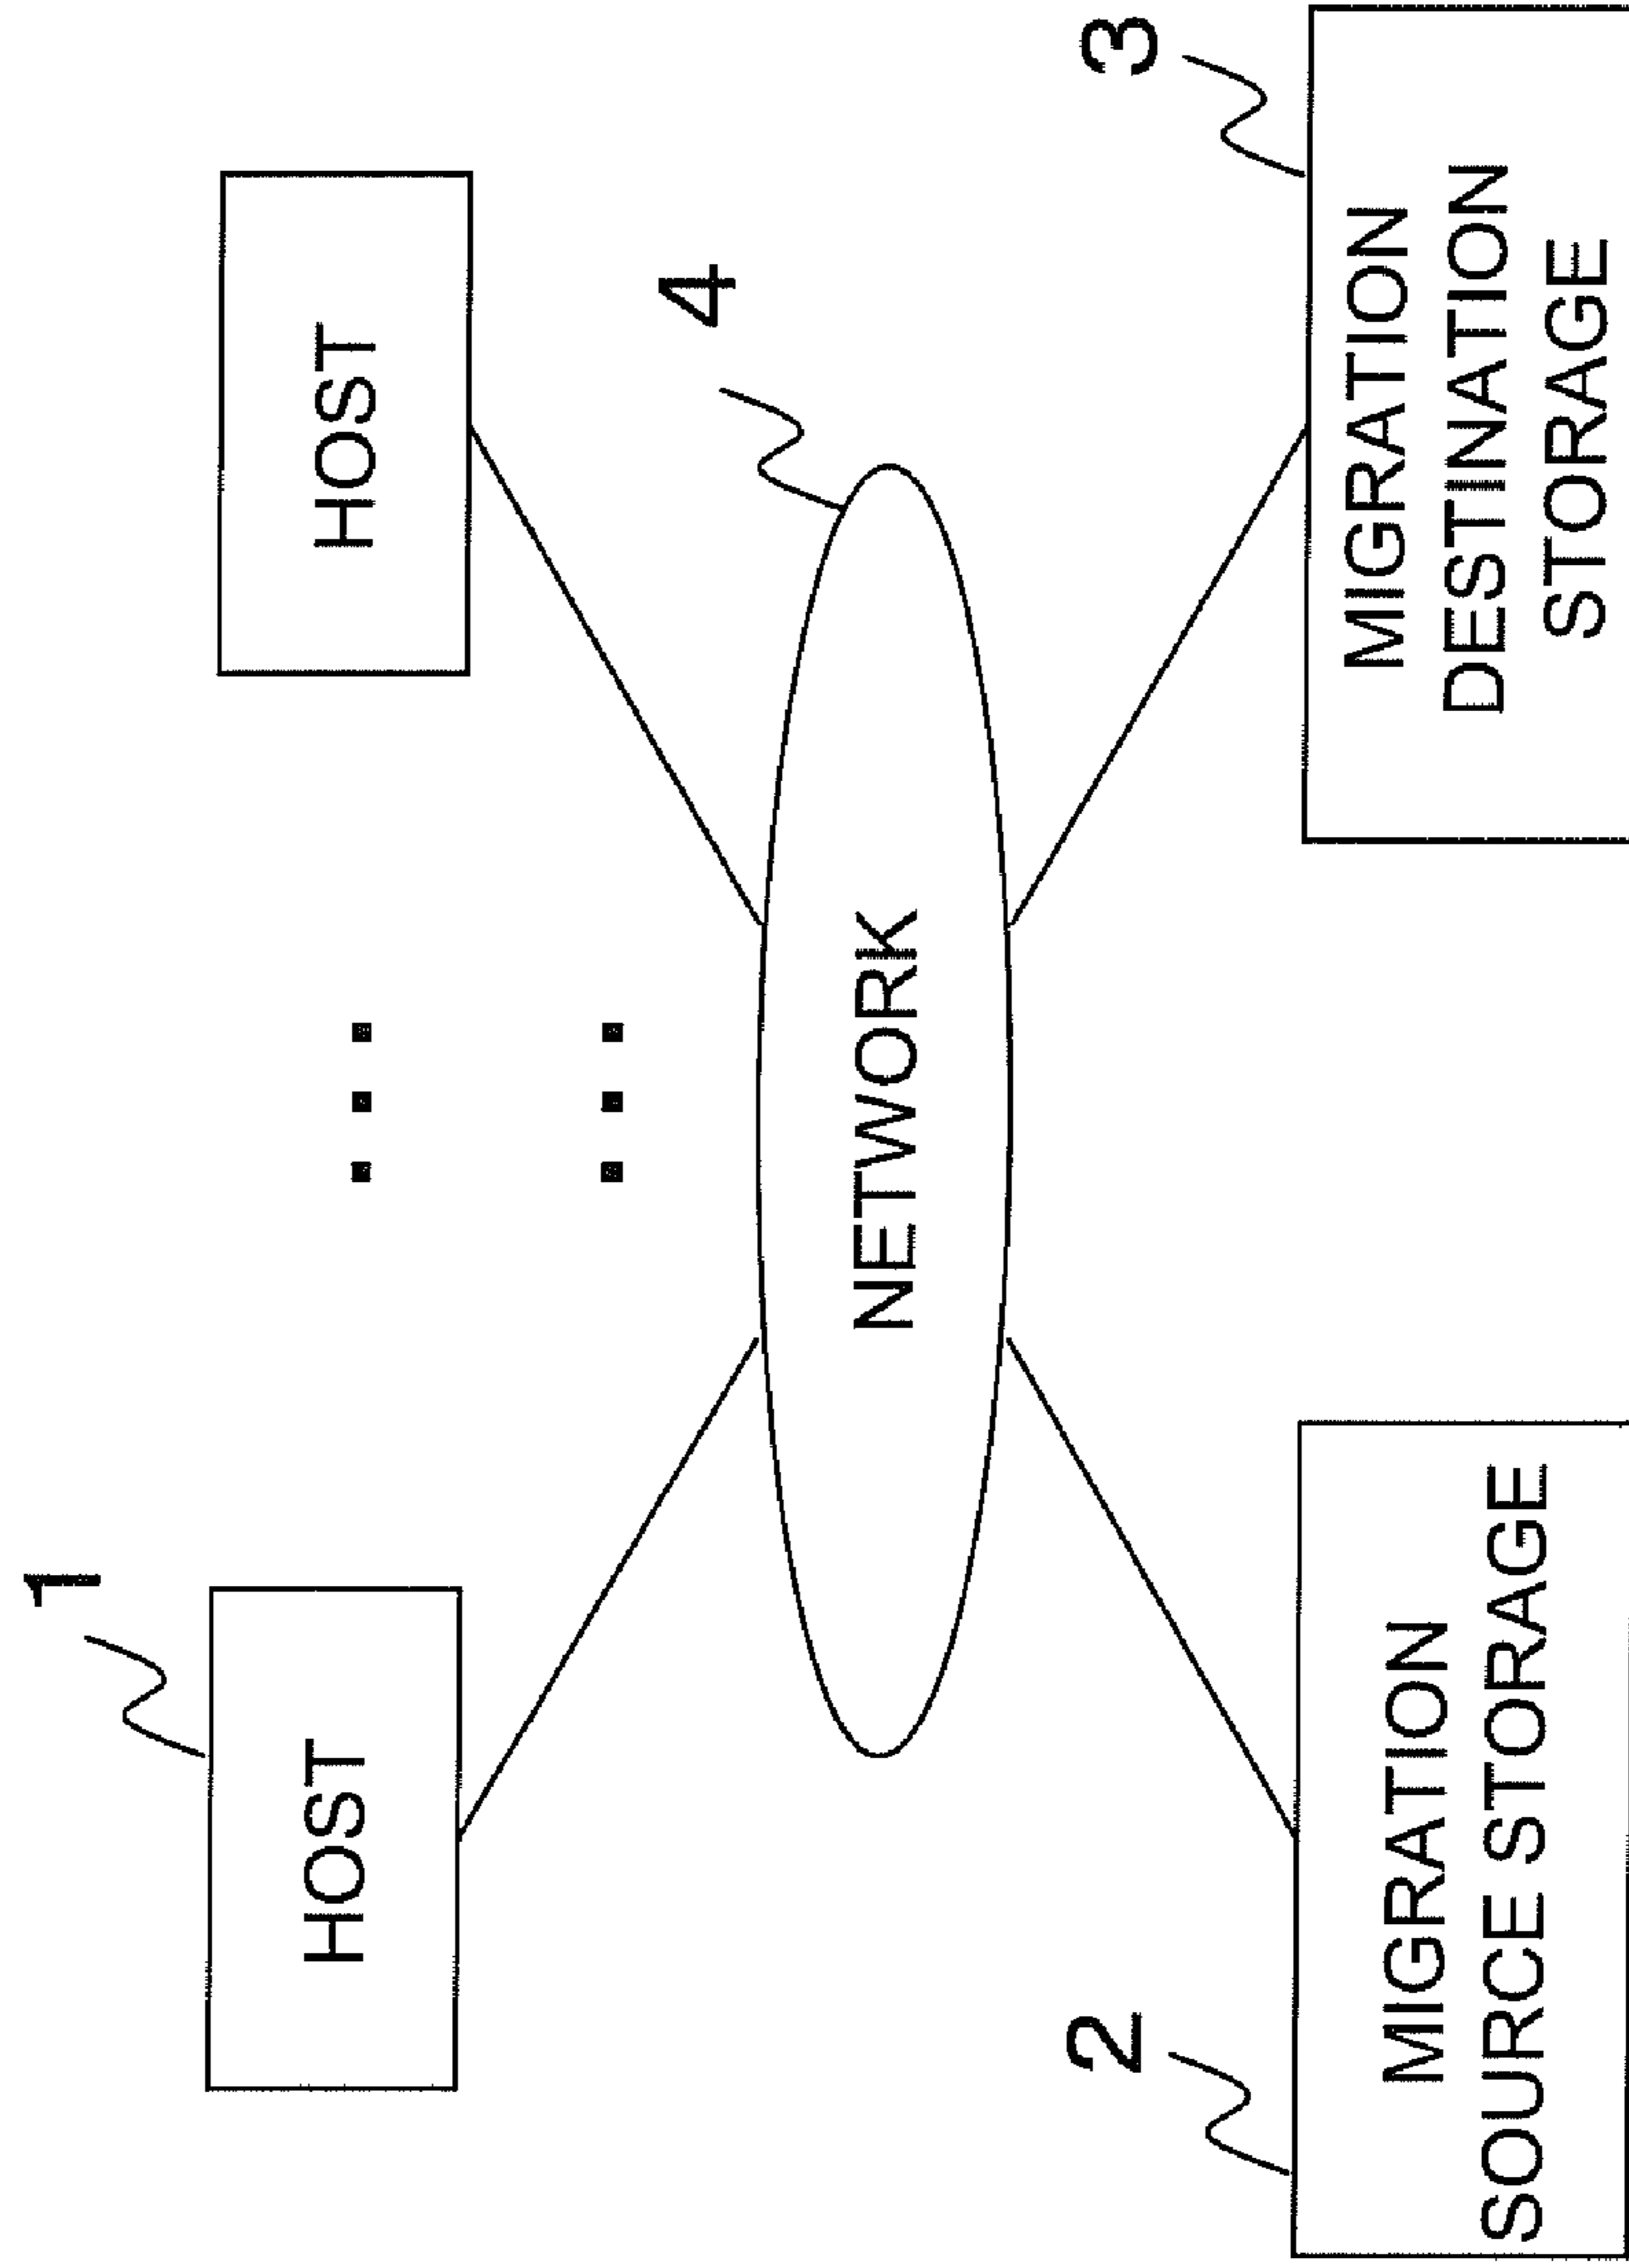 1
HOST
HOST
4
NETWORK
2
MIGRATION
SOURCE STORAGE
3
MIGRATION
DESTINATION
STORAGE